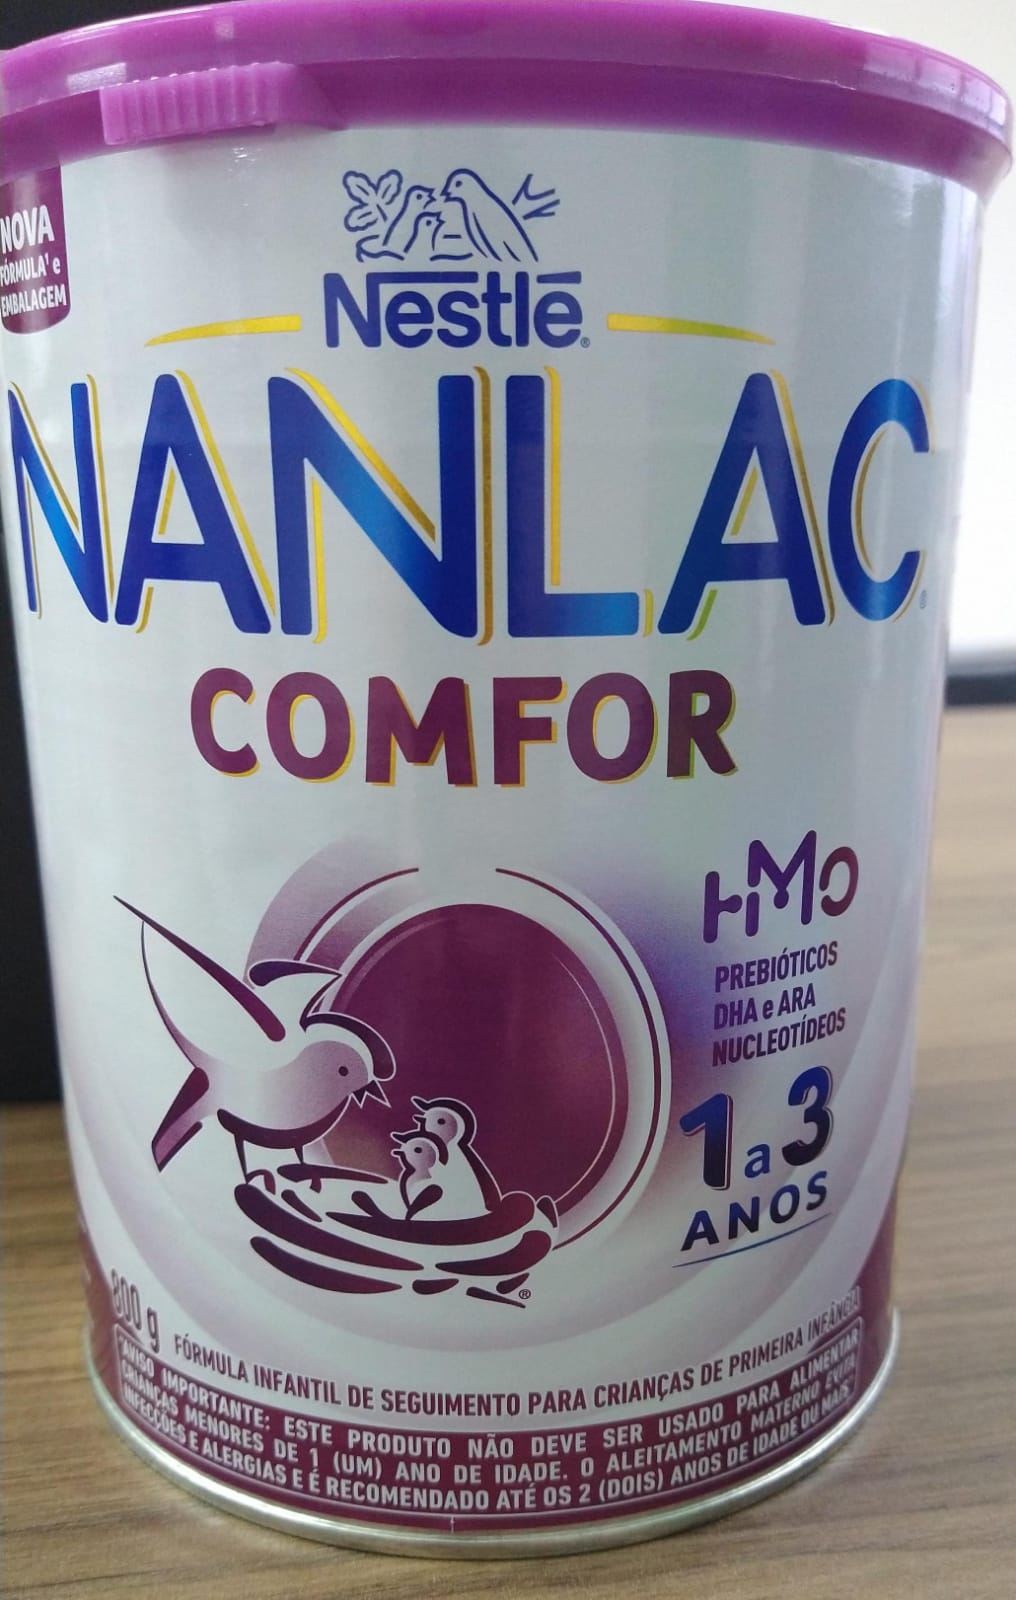 NOVA
FÓRMULA¹ e
EMBALAGEM
Nestlé®
NANLAC®
COMFOR
HMO
PREBIÓTICOS
DHA e ARA
NUCLEOTÍDEOS
1 a 3
ANOS
®
800 g
FÓRMULA INFANTIL DE SEGUIMENTO PARA CRIANÇAS DE PRIMEIRA INFÂNCIA
AVISO IMPORTANTE: ESTE PRODUTO NÃO DEVE SER USADO PARA ALIMENTAR
CRIANÇAS MENORES DE 1 (UM) ANO DE IDADE. O ALEITAMENTO MATERNO EVITA
INFECÇÕES E ALERGIAS E É RECOMENDADO ATÉ OS 2 (DOIS) ANOS DE IDADE OU MAIS